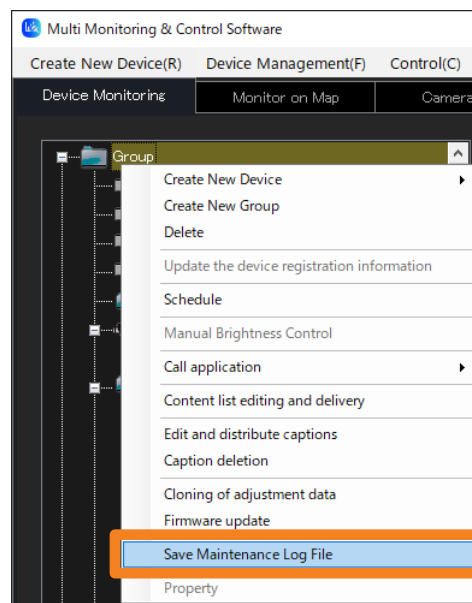 Multi Monitoring & Control Software
Create New Device(R) Device Management(F) Control(C)
Device Monitoring Monitor on Map Camera
Group
Create New Device
Create New Group
Delete
Update the device registration information
Schedule
Manual Brightness Control
Call application
Content list editing and delivery
Edit and distribute captions
Caption deletion
Cloning of adjustment data
Firmware update
Save Maintenance Log File
Property